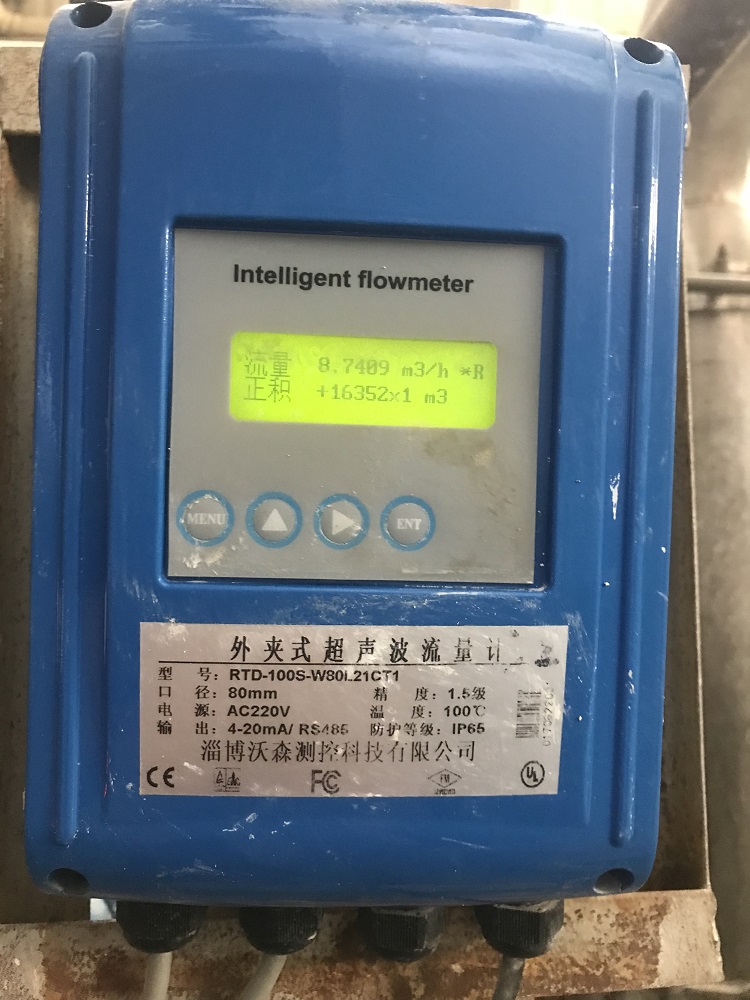 Intelligent flowmeter
流量 8.7409 m3/h *R
正积 +16352x1 m3
MENU ENT
外夹式超声波流量计
型 号: RTD-100S-W80L21CT1
口 径: 80mm 精 度: 1.5级
电 源: AC220V 温 度: 100℃
输 出: 4-20mA/ RS485 防护等级: IP65
淄博沃森测控科技有限公司
CE FC FM UL